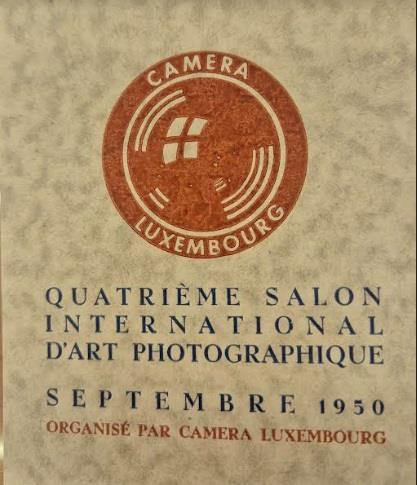 CAMERA
LUXEMBOURG
QUATRIÈME SALON
INTERNATIONAL
D'ART PHOTOGRAPHIQUE
SEPTEMBRE 1950
ORGANISÉ PAR CAMERA LUXEMBOURG